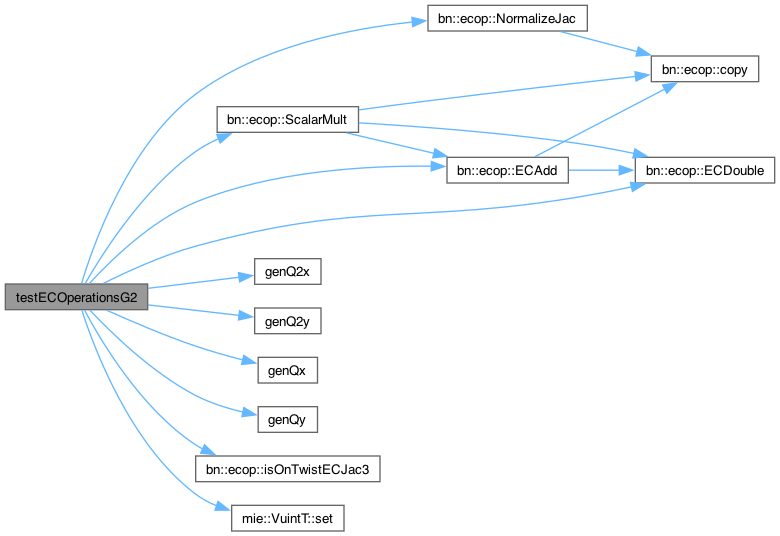 bn::ecop::NormalizeJac
bn::ecop::copy
bn::ecop::ScalarMult
bn::ecop::ECAdd
bn::ecop::ECDouble
testECOperationsG2
genQ2x
genQ2y
genQx
genQy
bn::ecop::isOnTwistECJac3
mie::VuintT::set